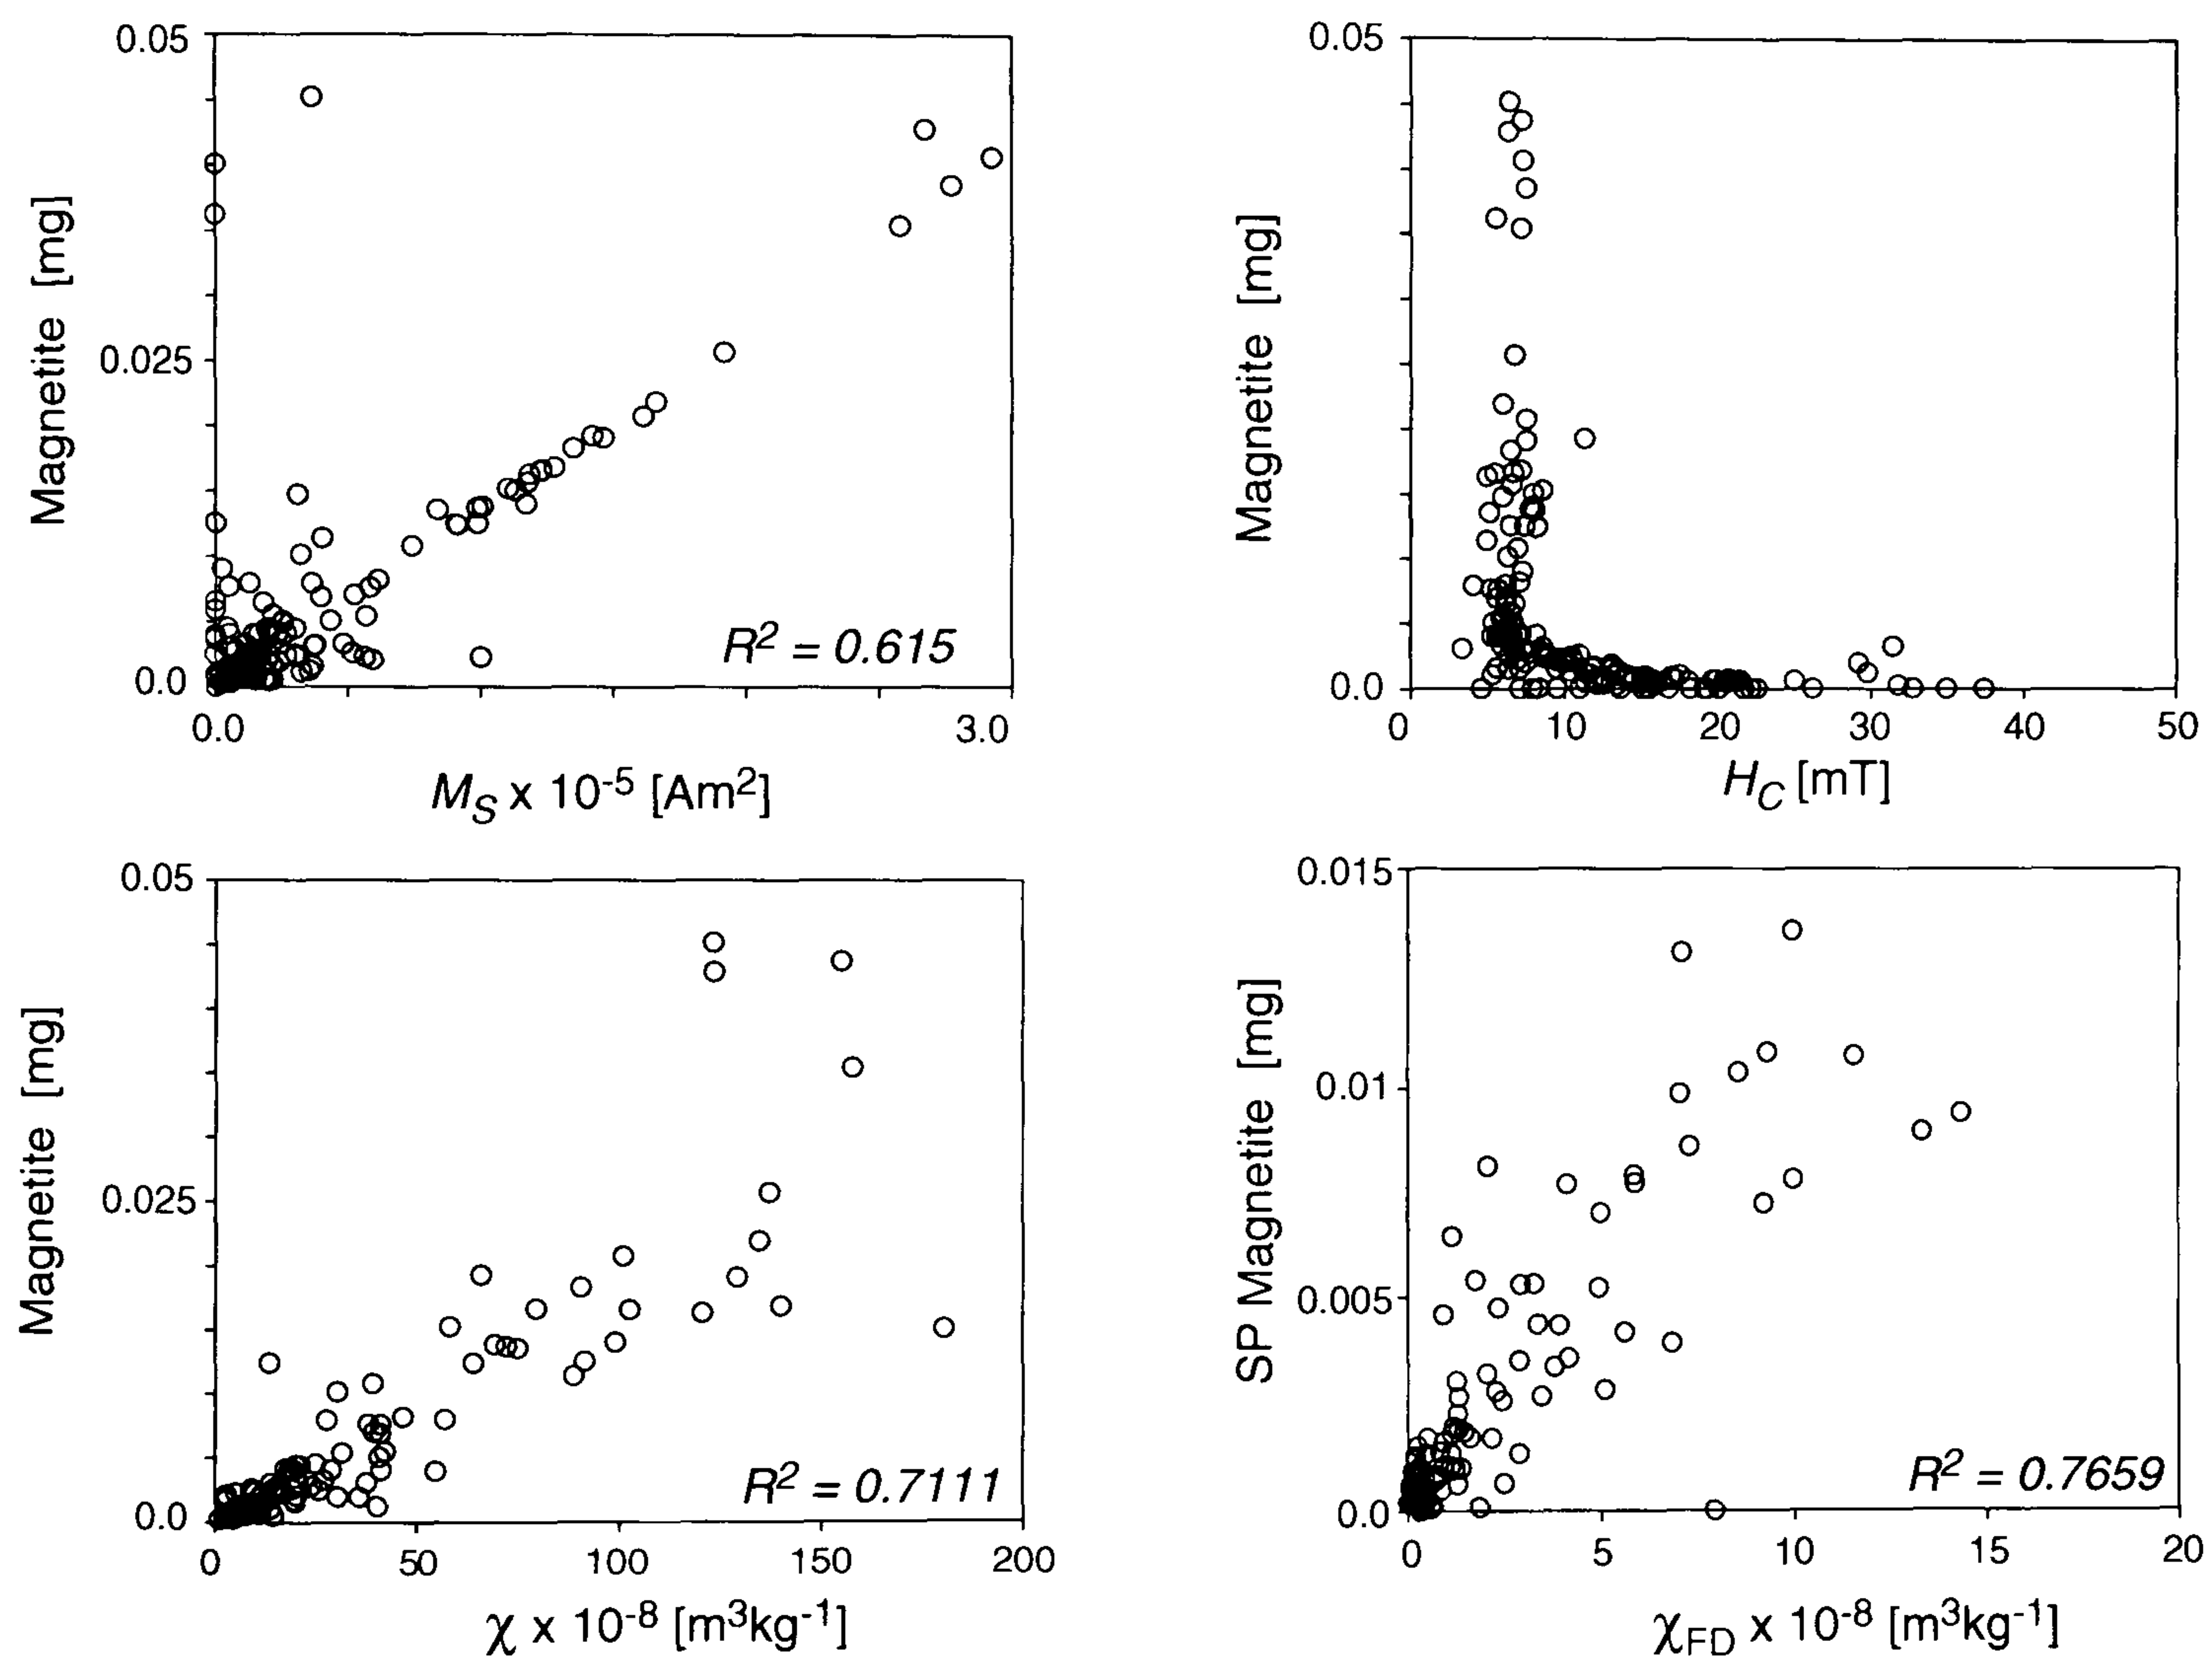 0.05
0.025
0.0
Magnetite [mg]
R² = 0.615
0.0 3.0
M_S x 10⁻⁵ [Am²]
0.05
0.0
Magnetite [mg]
0 10 20 30 40 50
H_C [mT]
0.05
0.025
0.0
Magnetite [mg]
R² = 0.7111
0 50 100 150 200
χ x 10⁻⁸ [m³kg⁻¹]
0.015
0.01
0.005
0.0
SP Magnetite [mg]
R² = 0.7659
0 5 10 15 20
χ_FD x 10⁻⁸ [m³kg⁻¹]